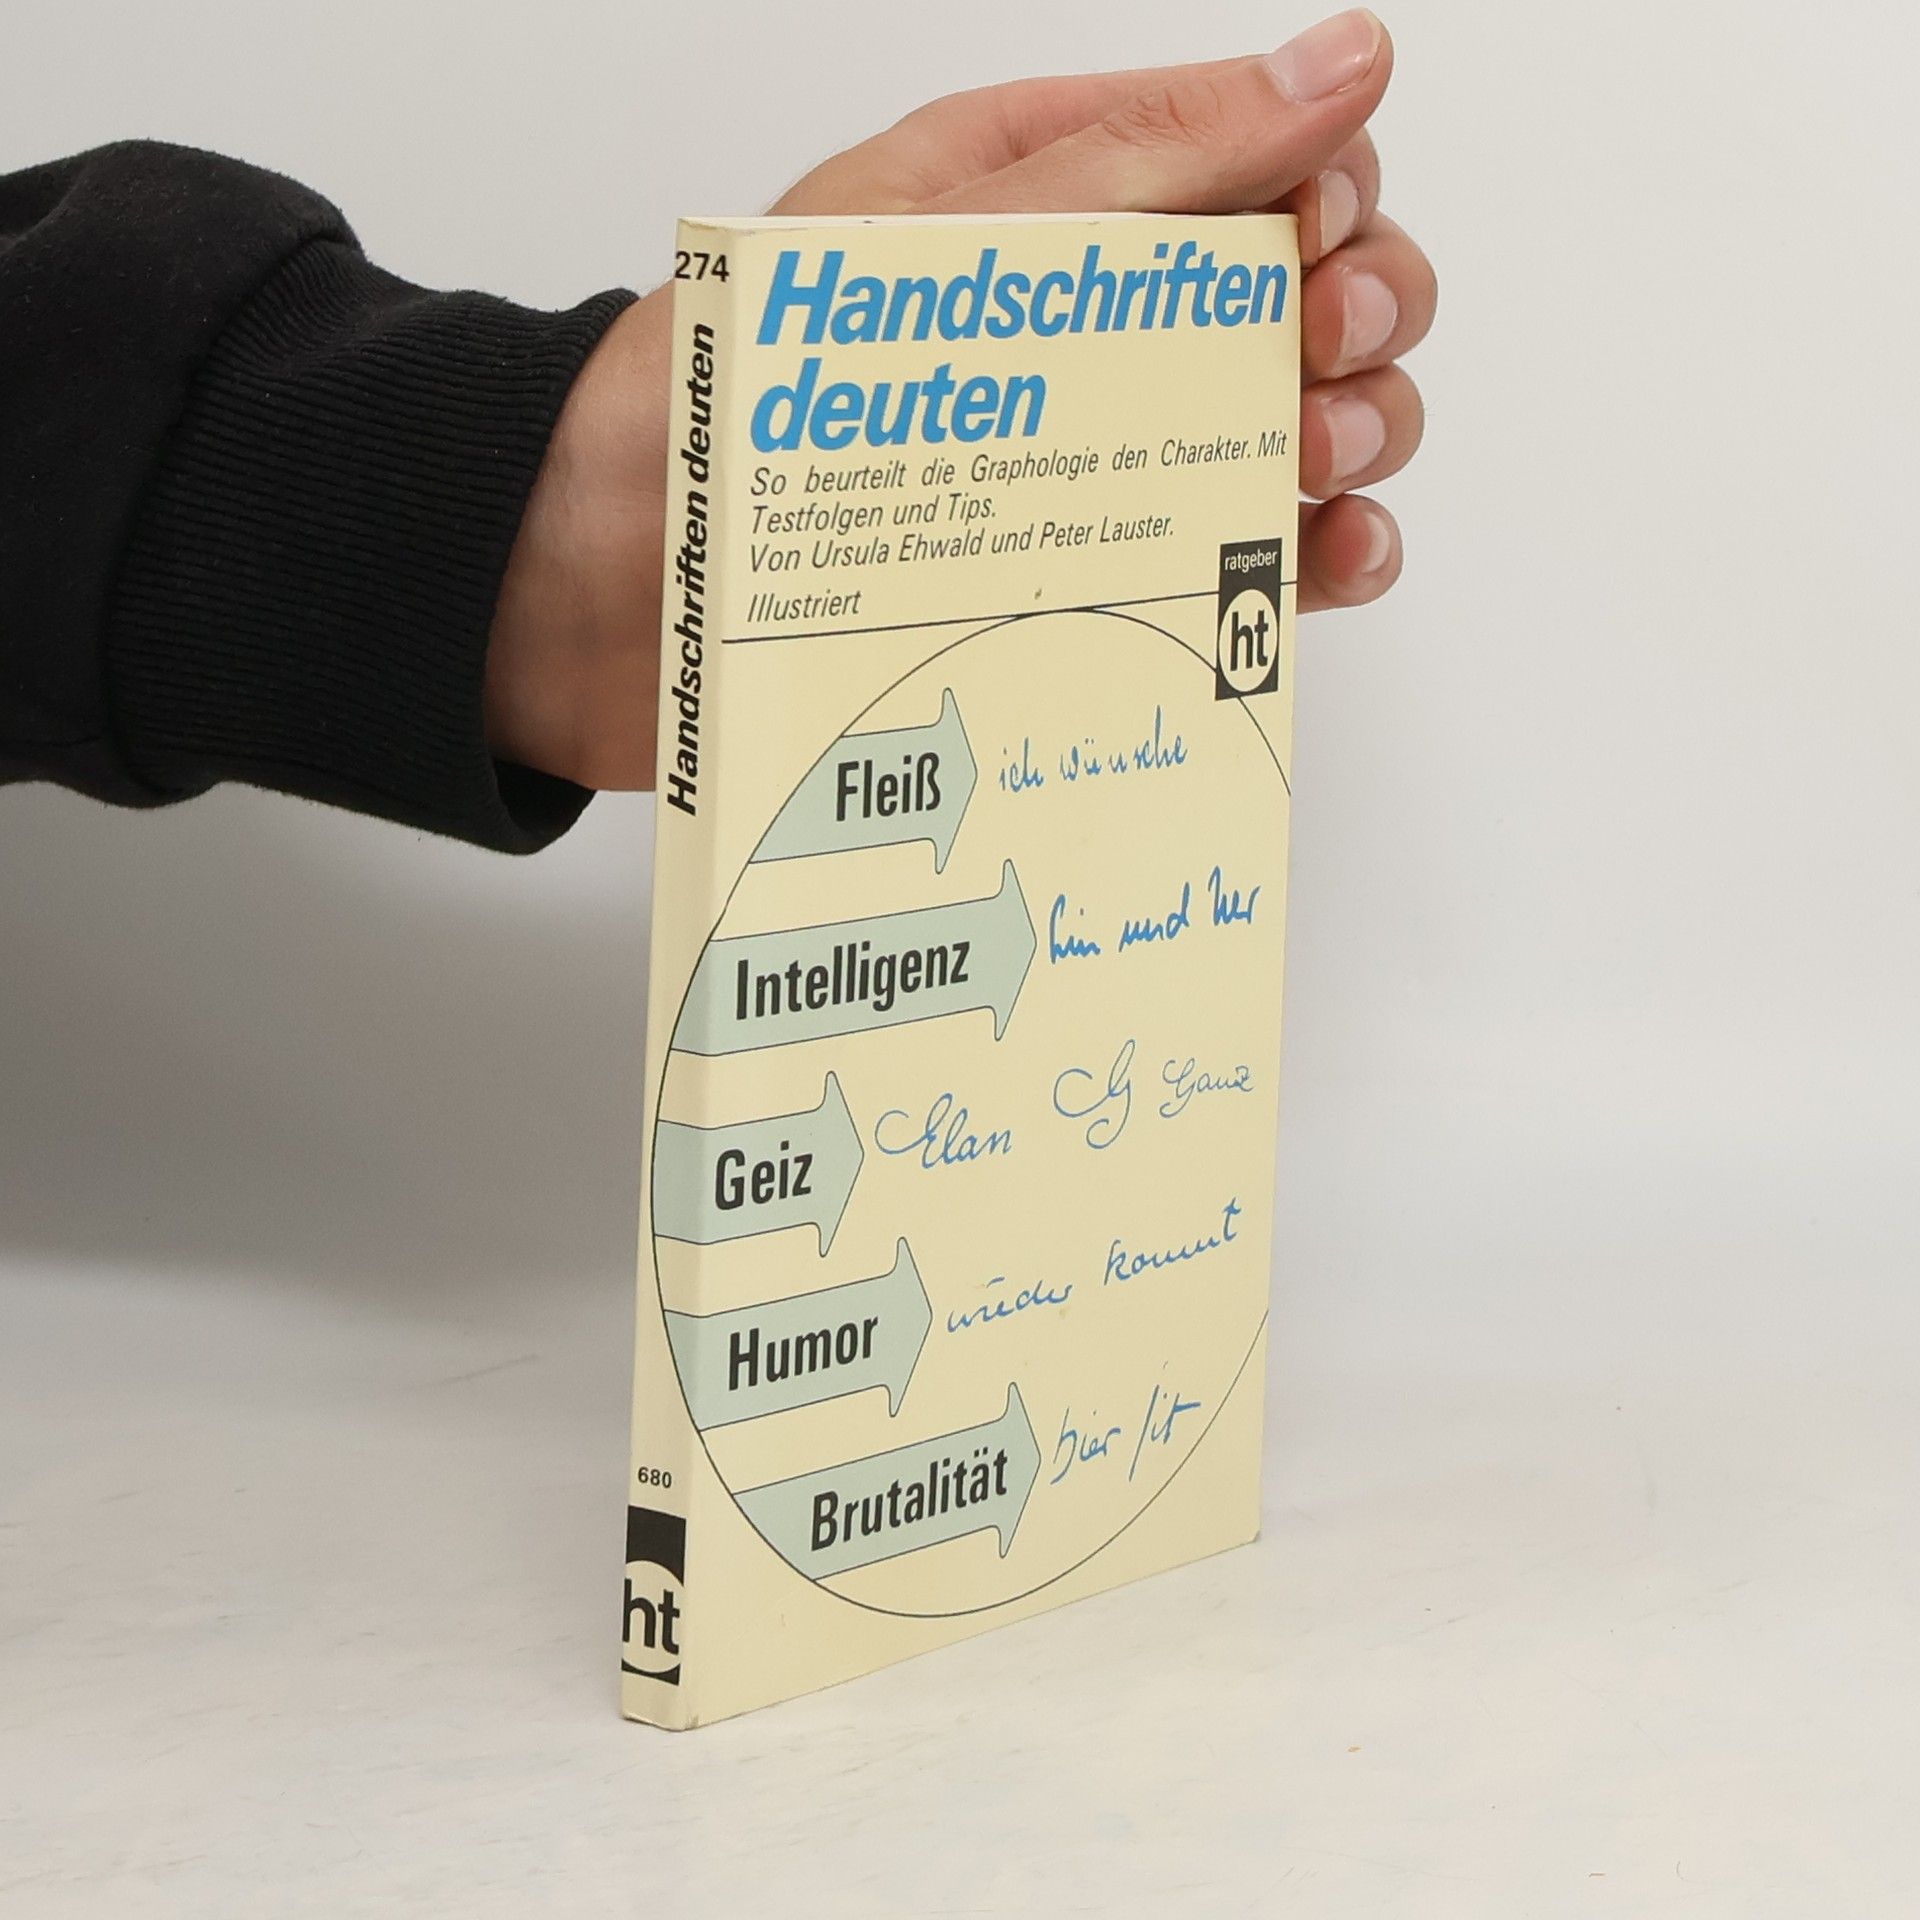 274
Handschriften deuten
680
ht
Handschriften
deuten
So beurteilt die Graphologie den Charakter. Mit
Testfolgen und Tips.
Von Ursula Ehwald und Peter Lauster.
Illustriert
ratgeber
ht
Fleiß ich wünsche
Intelligenz hin und her
Geiz Elan G Ganz
Humor wieder kommt
Brutalität hier